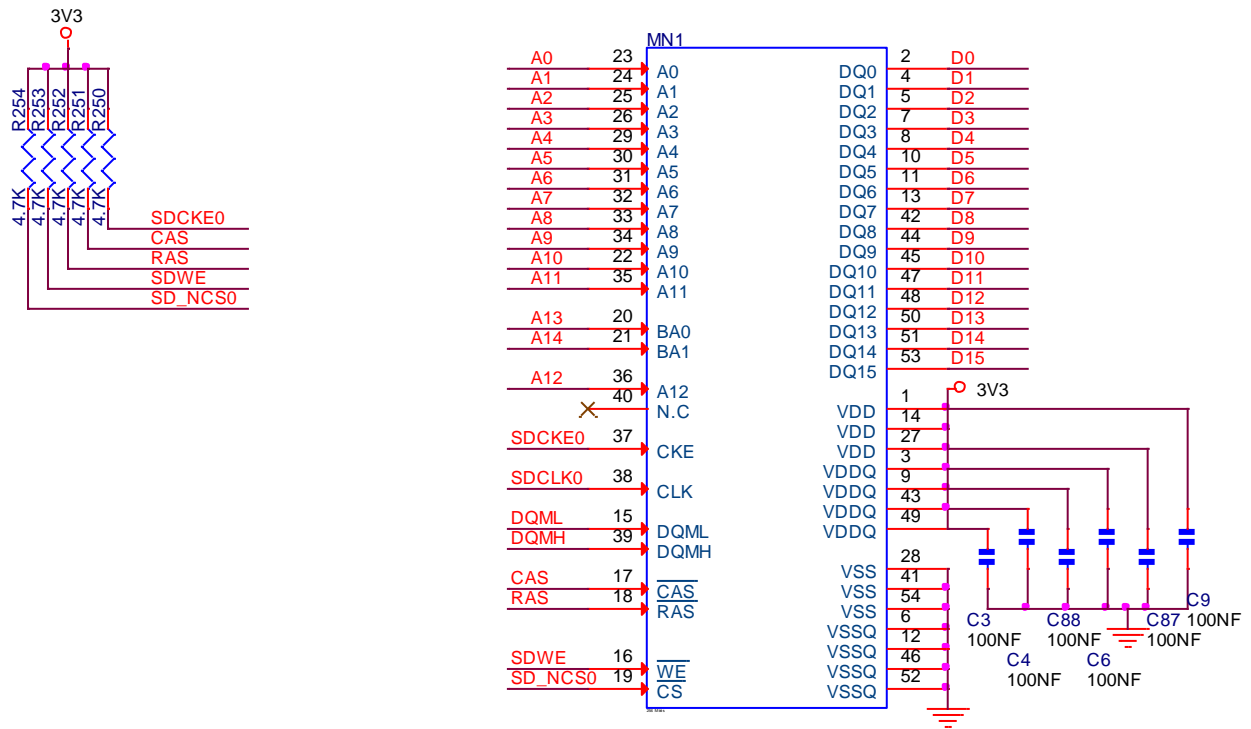 3V3
R254
R253
R252
R251
R250
4.7K
4.7K
4.7K
4.7K
4.7K
SDCKE0
CAS
RAS
SDWE
SD_NCS0
MN1
A0 23 A0
A1 24 A1
A2 25 A2
A3 26 A3
A4 29 A4
A5 30 A5
A6 31 A6
A7 32 A7
A8 33 A8
A9 34 A9
A10 22 A10
A11 35 A11
A13 20 BA0
A14 21 BA1
A12 36 A12
40 N.C
SDCKE0 37 CKE
SDCLK0 38 CLK
DQML 15 DQML
DQMH 39 DQMH
CAS 17 CAS
RAS 18 RAS
SDWE 16 WE
SD_NCS0 19 CS
DQ0 2 D0
DQ1 4 D1
DQ2 5 D2
DQ3 7 D3
DQ4 8 D4
DQ5 10 D5
DQ6 11 D6
DQ7 13 D7
DQ8 42 D8
DQ9 44 D9
DQ10 45 D10
DQ11 47 D11
DQ12 48 D12
DQ13 50 D13
DQ14 51 D14
DQ15 53 D15
3V3
VDD 1
VDD 14
VDD 27
VDDQ 3
VDDQ 9
VDDQ 43
VDDQ 49
VSS 28
VSS 41
VSS 54
VSSQ 6
VSSQ 12
VSSQ 46
VSSQ 52
C3
100NF
C4
100NF
C88
100NF
C6
100NF
C87
100NF
C9
100NF